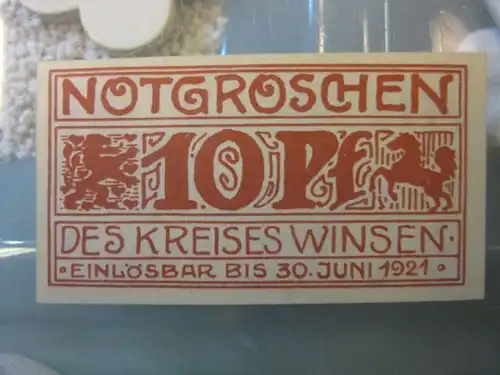 NOTGROSCHEN
10 Pf
DES KREISES WINSEN·
·EINLÖSBAR BIS 30. JUNI 1921·